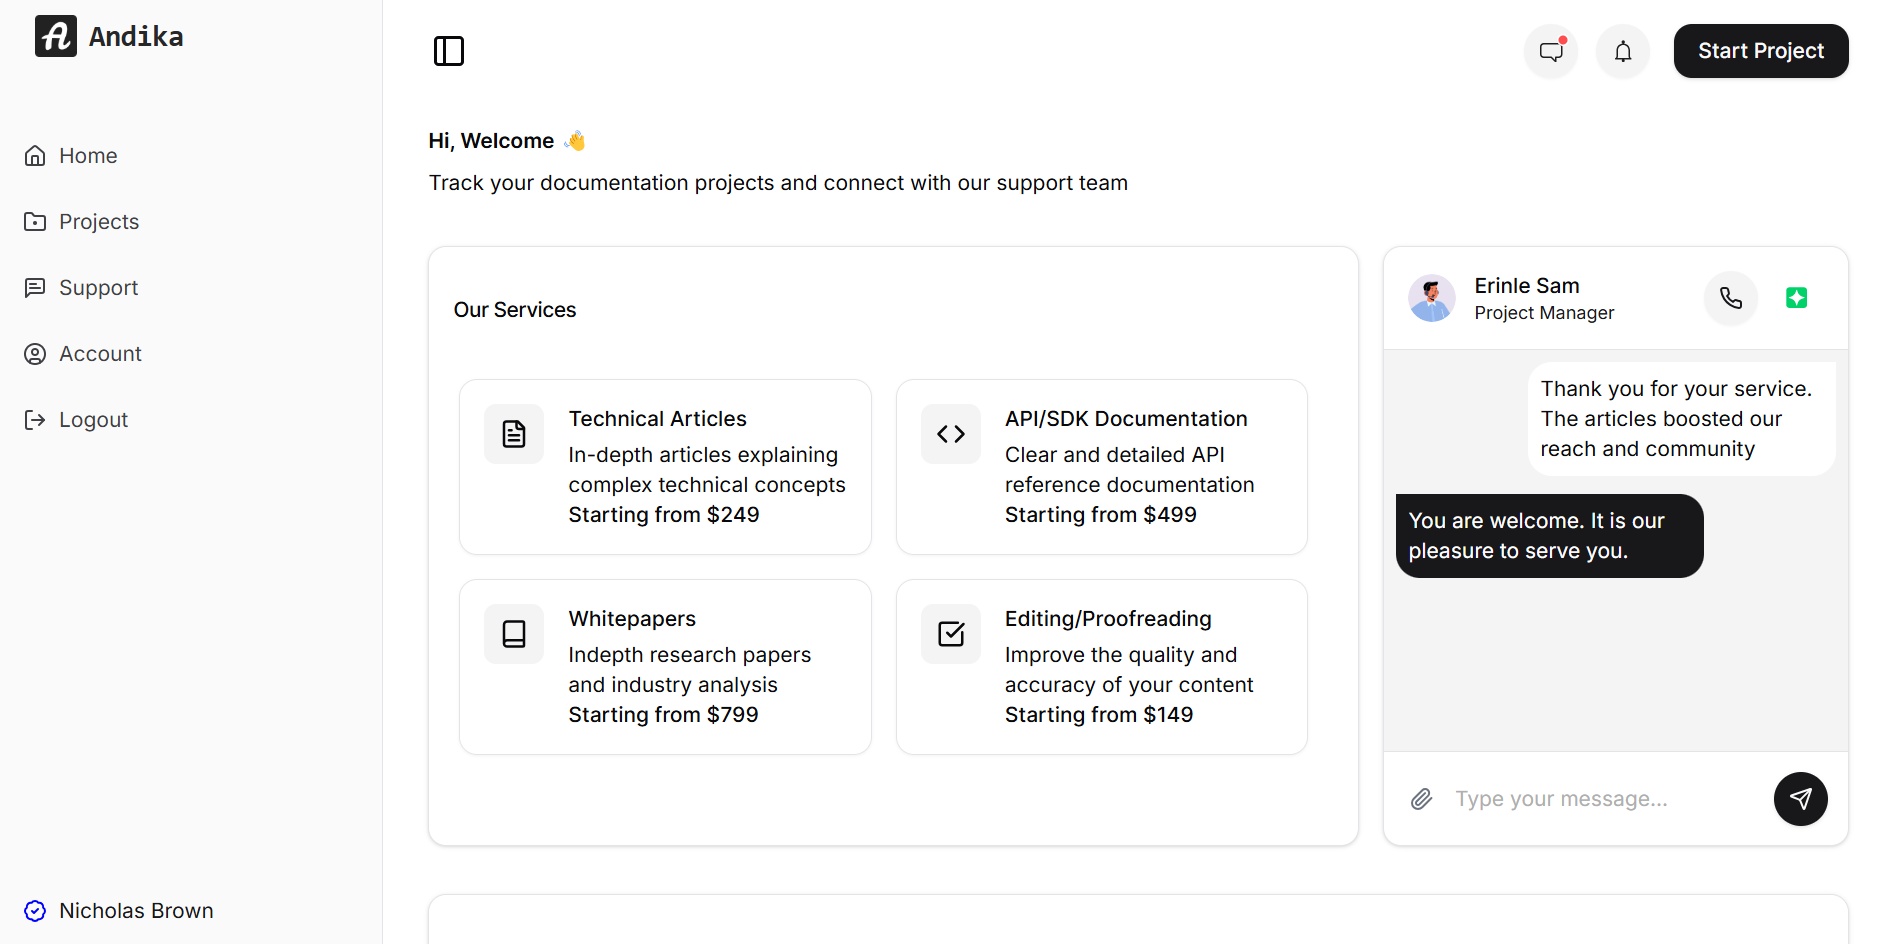 Andika
Home
Projects
Support
Account
Logout
Nicholas Brown
Start Project
Hi, Welcome 👋
Track your documentation projects and connect with our support team
Our Services
Technical Articles
In-depth articles explaining
complex technical concepts
Starting from $249
API/SDK Documentation
Clear and detailed API
reference documentation
Starting from $499
Whitepapers
Indepth research papers
and industry analysis
Starting from $799
Editing/Proofreading
Improve the quality and
accuracy of your content
Starting from $149
Erinle Sam
Project Manager
Thank you for your service.
The articles boosted our
reach and community
You are welcome. It is our
pleasure to serve you.
Type your message...